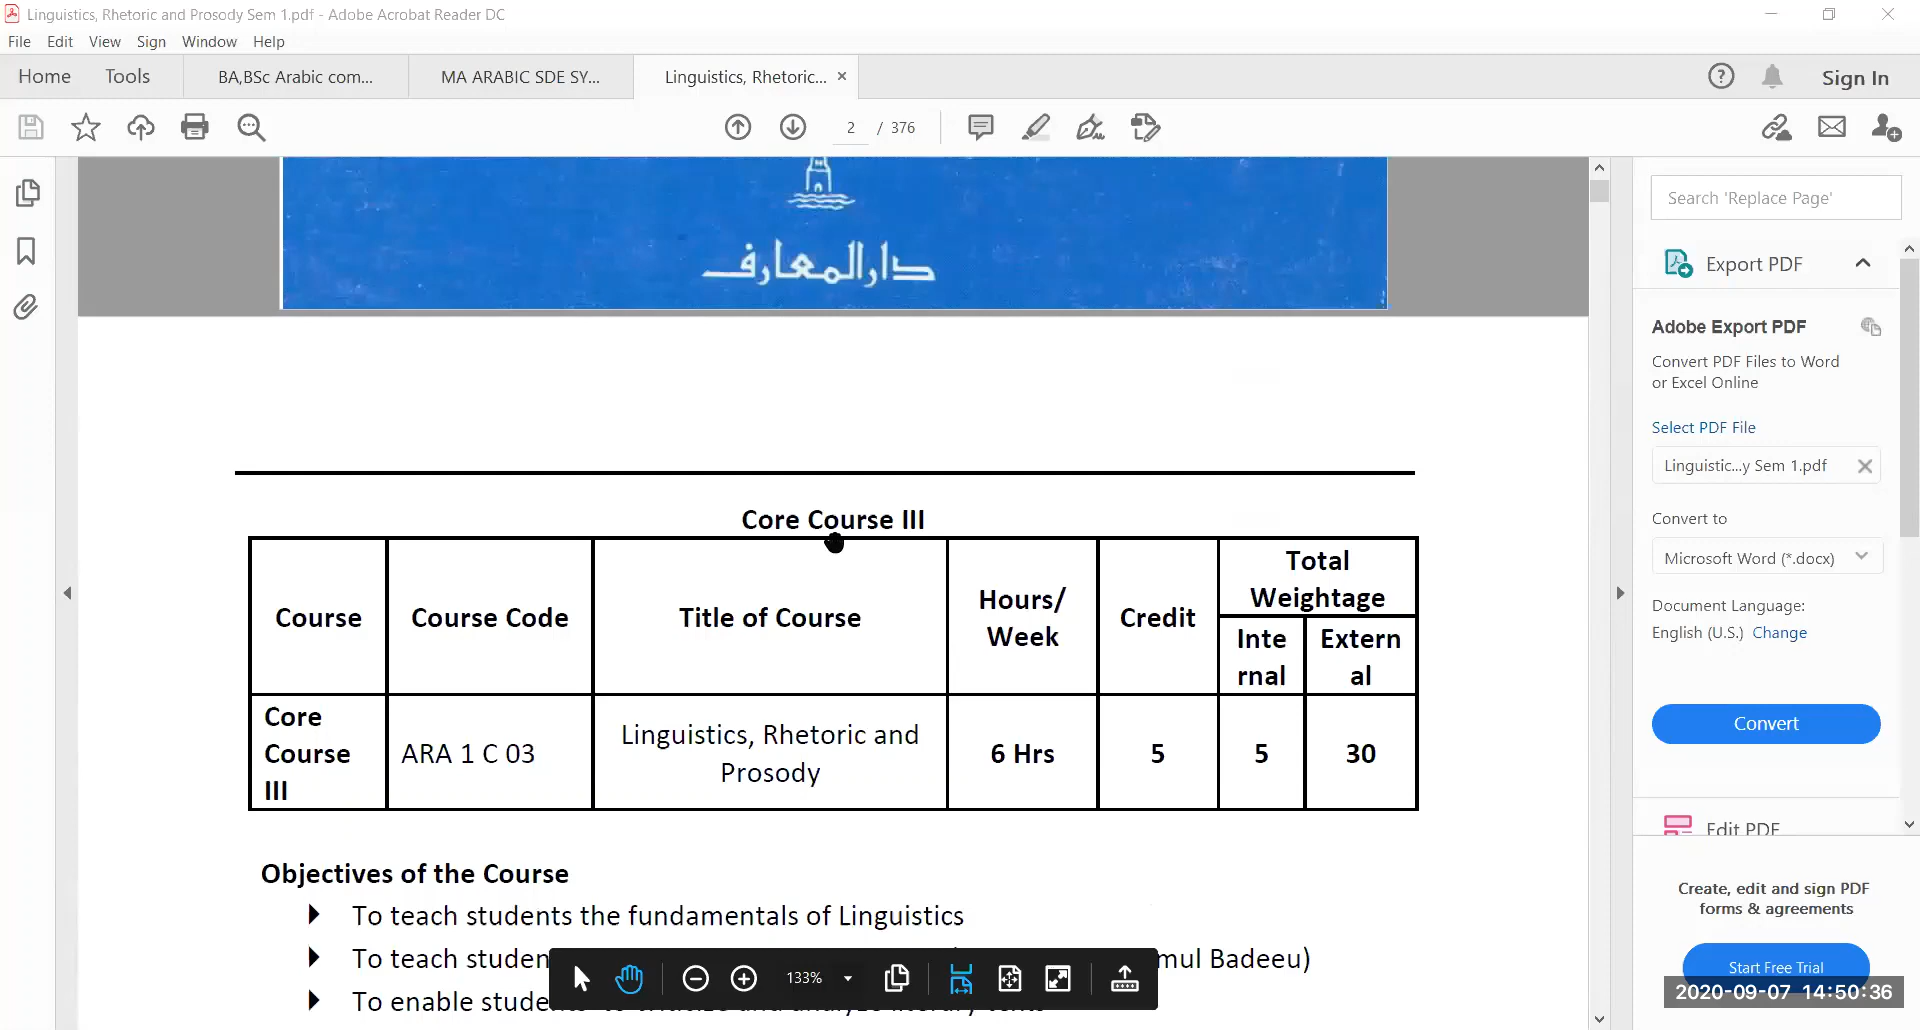 Linguistics, Rhetoric and Prosody Sem 1.pdf - Adobe Acrobat Reader DC
File Edit View Sign Window Help
Home Tools BA,BSc Arabic com... MA ARABIC SDE SY... Linguistics, Rhetoric... × Sign In
2 / 376
دار المعارف
Core Course III
Course Course Code Title of Course Hours/ Week Credit Total Weightage
Inte rnal Extern al
Core Course III ARA 1 C 03 Linguistics, Rhetoric and Prosody 6 Hrs 5 5 30
Objectives of the Course
To teach students the fundamentals of Linguistics
To teach studen mul Badeeu)
To enable stude
133%
Search 'Replace Page'
Export PDF
Adobe Export PDF
Convert PDF Files to Word
or Excel Online
Select PDF File
Linguistic...y Sem 1.pdf
Convert to
Microsoft Word (*.docx)
Document Language:
English (U.S.) Change
Convert
Edit PDF
Create, edit and sign PDF
forms & agreements
Start Free Trial
2020-09-07 14:50:36